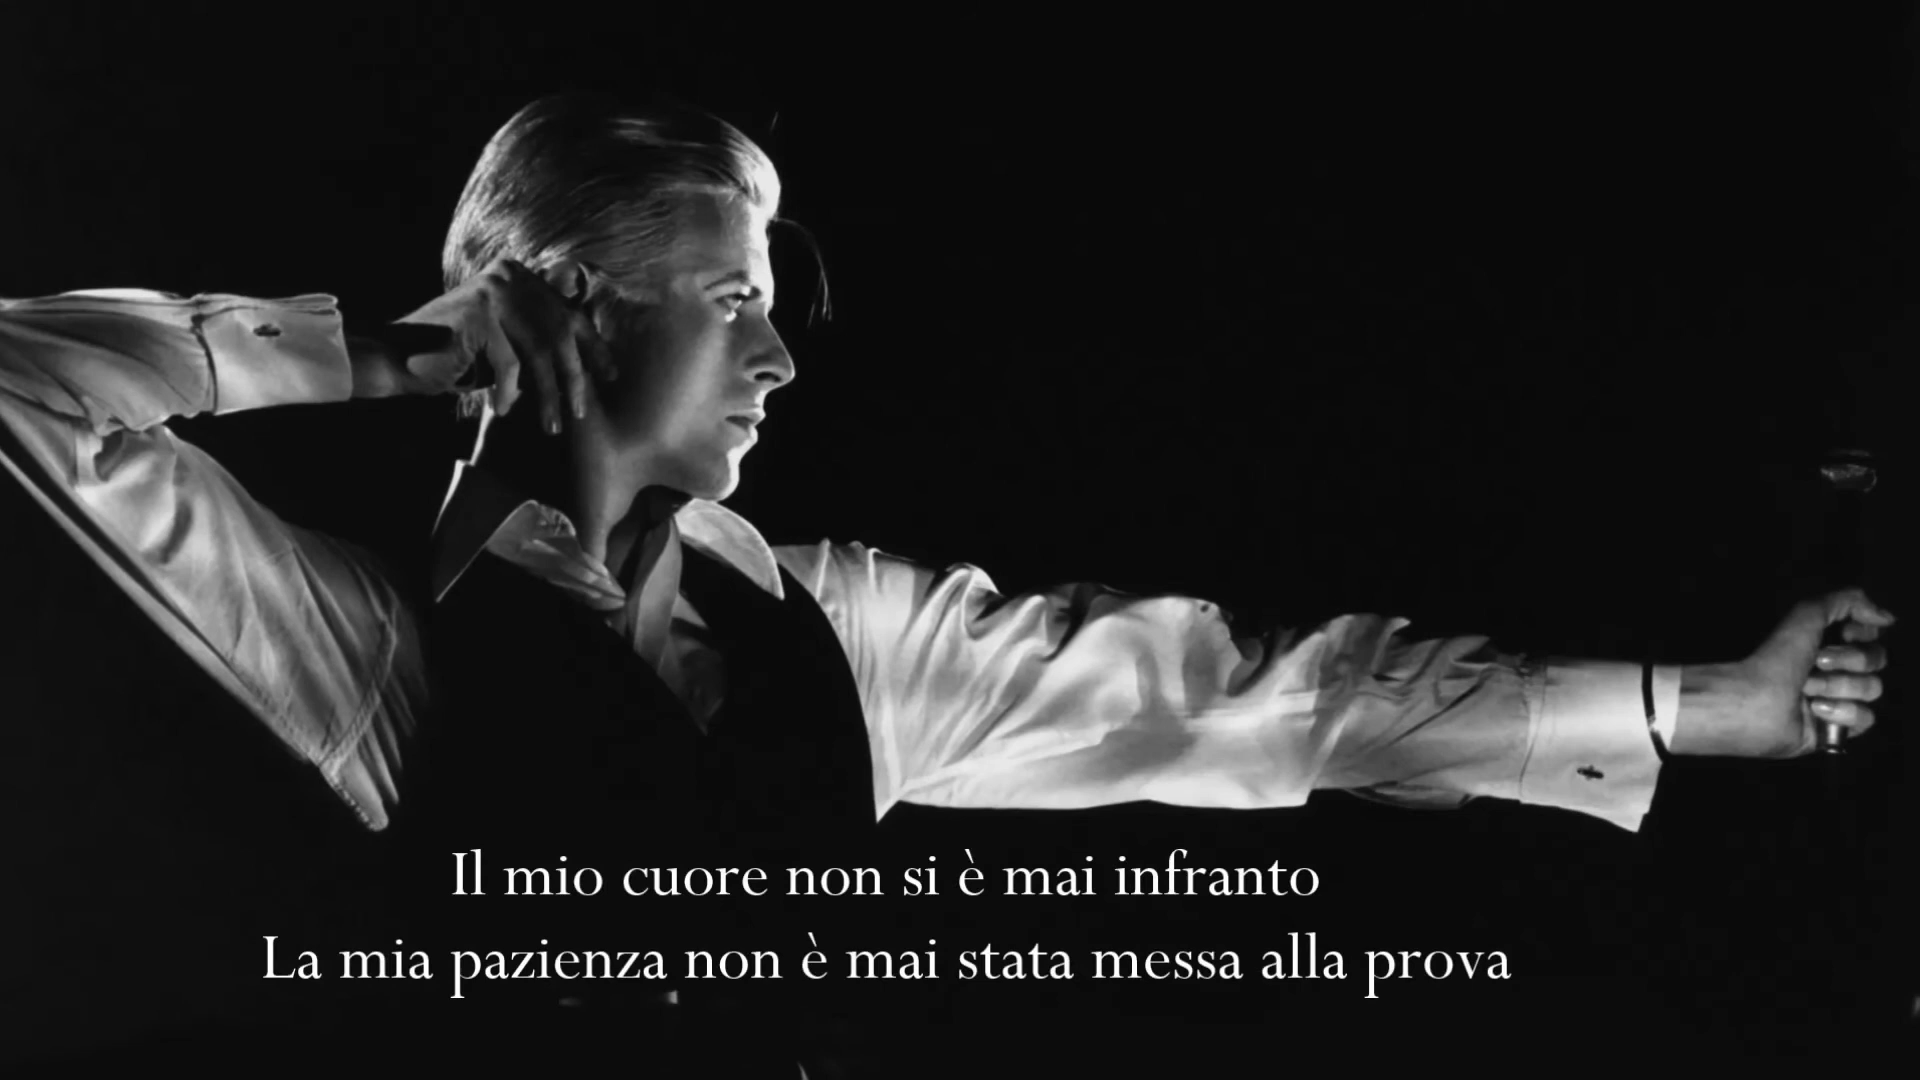 Il mio cuore non si è mai infranto
La mia pazienza non è mai stata messa alla prova